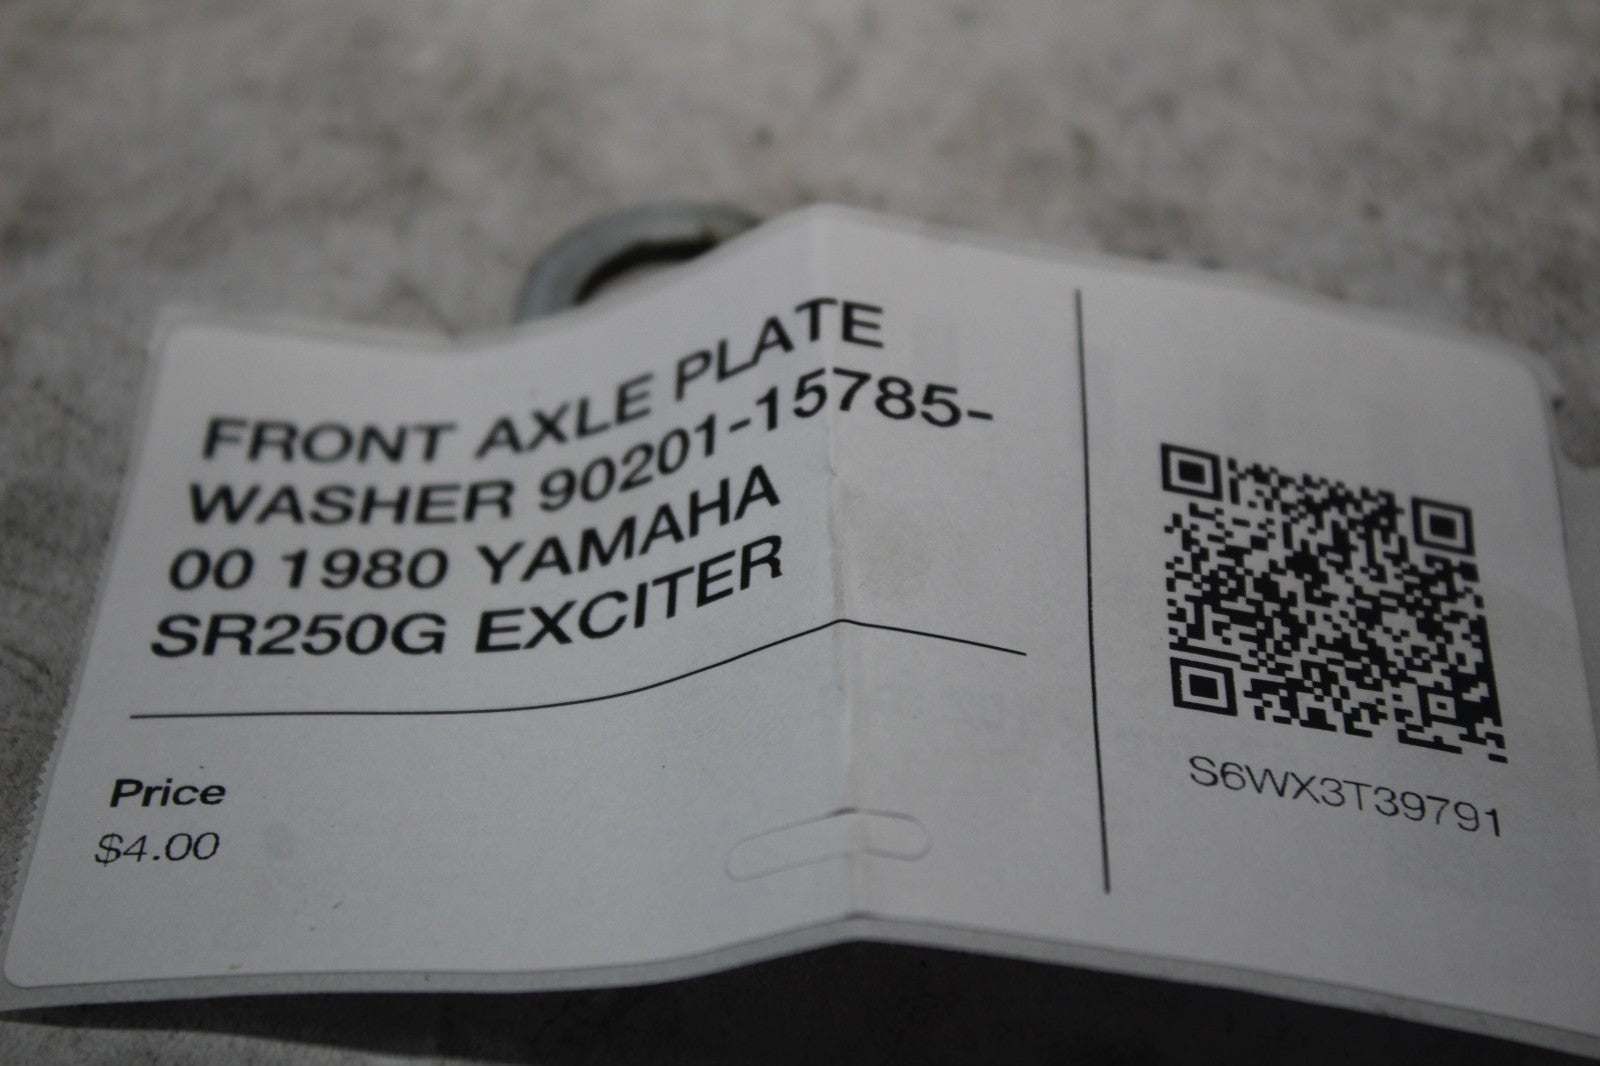 FRONT AXLE PLATE
WASHER 90201-15785-
00 1980 YAMAHA
SR250G EXCITER
Price
$4.00
S6WX3T39791